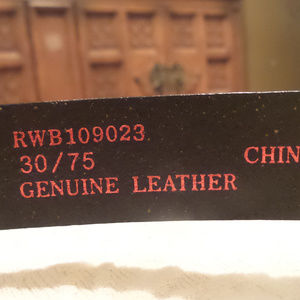 RWB109023
30/75
CHIN
GENUINE LEATHER